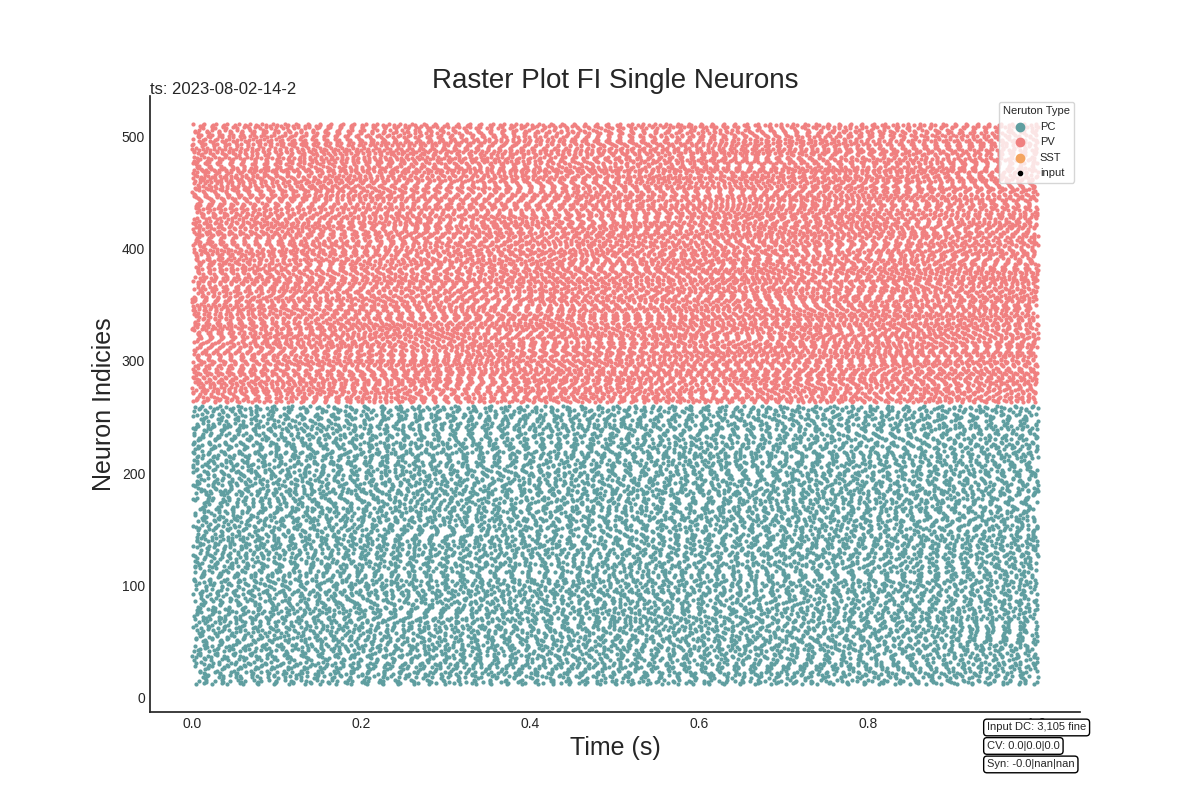 Raster Plot FI Single Neurons
ts: 2023-08-02-14-2
Neruton Type
PC
PV
SST
input
500
400
300
200
100
0
Neuron Indicies
0.0
0.2
0.4
0.6
0.8
Time (s)
Input DC: 3,105 fine
CV: 0.0|0.0|0.0
Syn: -0.0|nan|nan